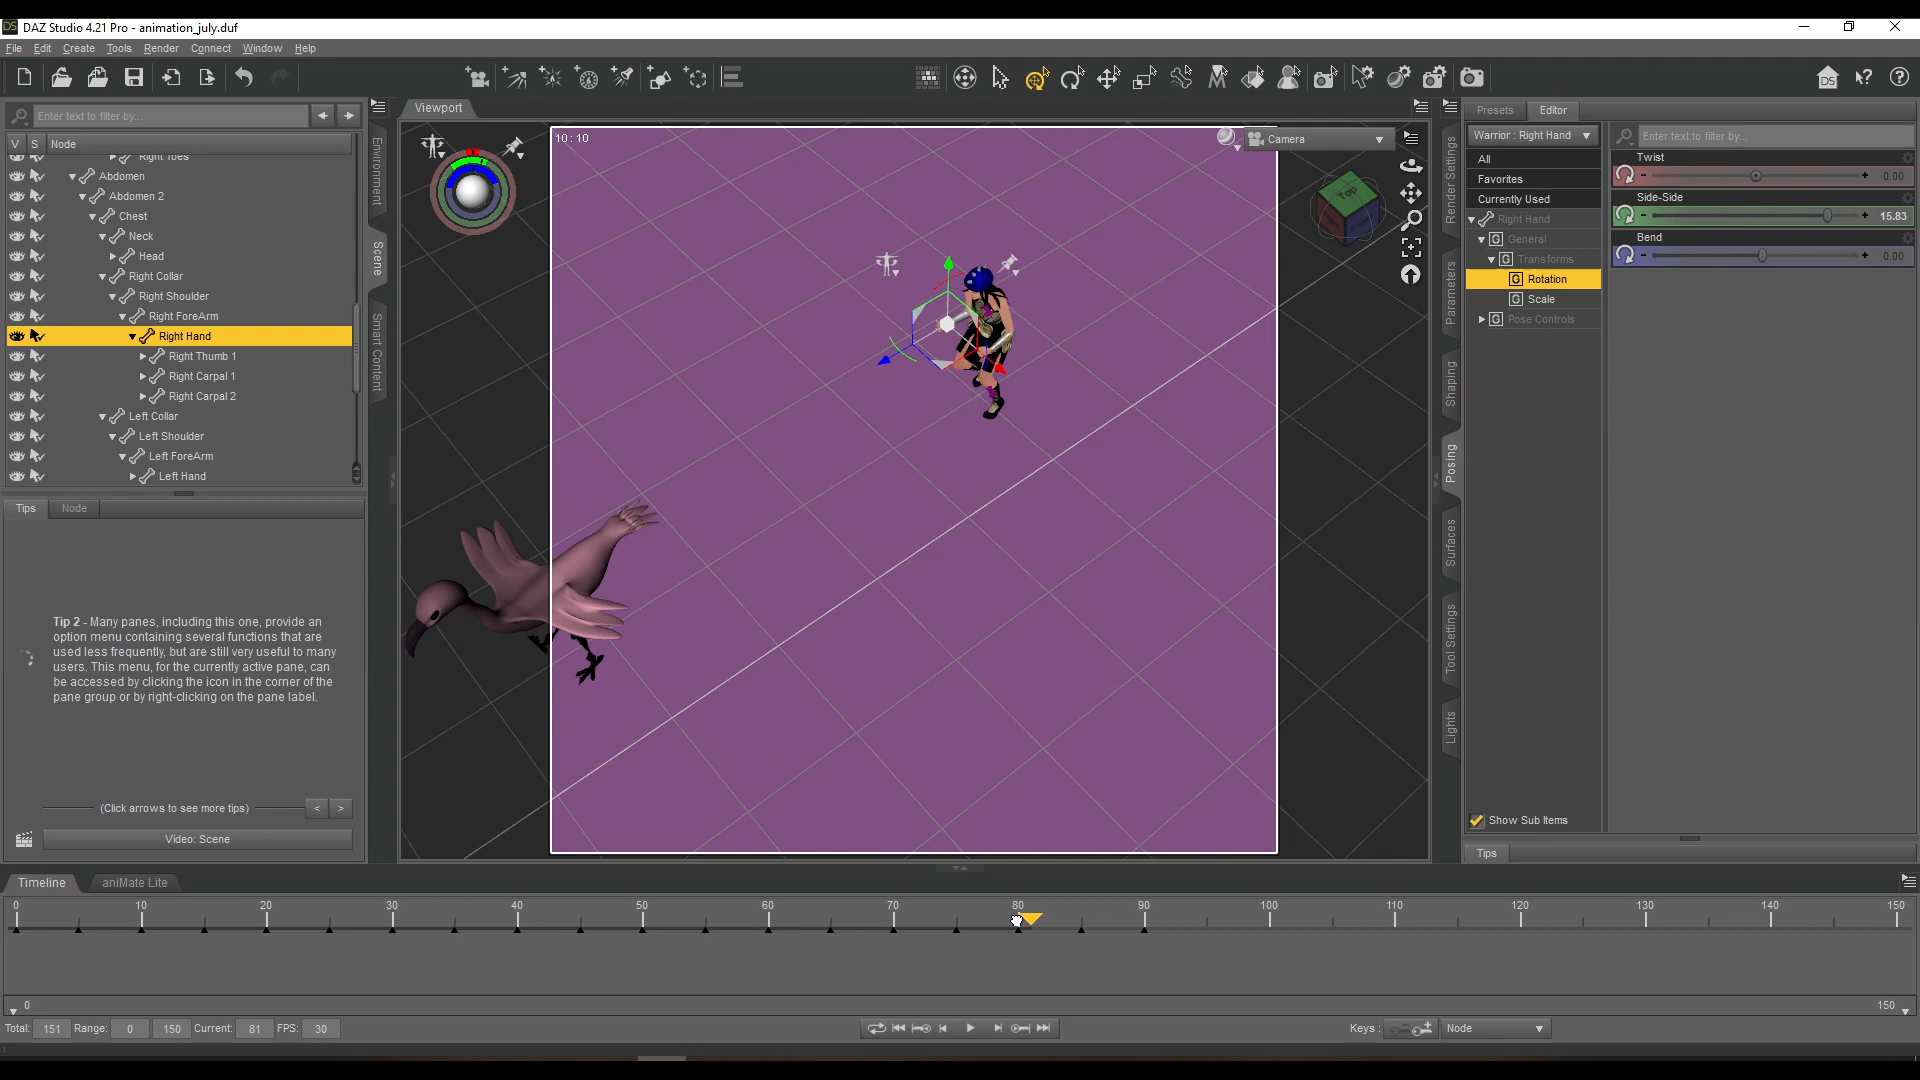 DAZ Studio 4.21 Pro - animation_july.duf
File Edit Create Tools Render Connect Window Help
Enter text to filter by...
V S Node
Right Toes
Abdomen
Abdomen 2
Chest
Neck
Head
Right Collar
Right Shoulder
Right ForeArm
Right Hand
Right Thumb 1
Right Carpal 1
Right Carpal 2
Left Collar
Left Shoulder
Left ForeArm
Left Hand
Environment
Scene
Smart Content
Tips Node
Tip 2 - Many panes, including this one, provide an
option menu containing several functions that are
used less frequently, but are still very useful to many
users. This menu, for the currently active pane, can
be accessed by clicking the icon in the corner of the
pane group or by right-clicking on the pane label.
(Click arrows to see more tips) < >
Video: Scene
Viewport
10 : 10
Camera
Top
Render Settings
Parameters
Shaping
Posing
Surfaces
Tool Settings
Lights
Presets Editor
Warrior : Right Hand
All
Favorites
Currently Used
Right Hand
G General
G Transforms
G Rotation
G Scale
G Pose Controls
Show Sub Items
Enter text to filter by...
Twist
- + 0.00
Side-Side
- + 15.83
Bend
- + 0.00
Tips
Timeline aniMate Lite
0 10 20 30 40 50 60 70 80 90 100 110 120 130 140 150
0 150
Total: 151 Range: 0 150 Current: 81 FPS: 30
Keys : Node